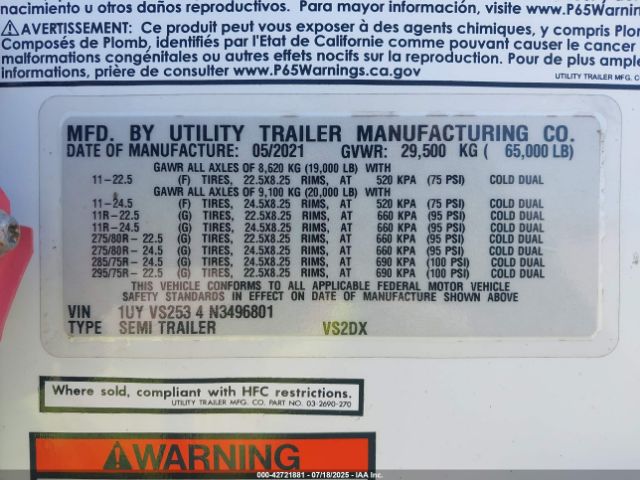 nacimiento u otros daños reproductivos. Para mayor información, visite www.P65Warnings
⚠AVERTISSEMENT: Ce produit peut vous exposer à des agents chimiques, y compris Plom
Composés de Plomb, identifiés par l'Etat de Californie comme pouvant causer le cancer
malformations congénitales ou autres effets nocifs sur la reproduction. Pour de plus ample
informations, prière de consulter www.P65Warnings.ca.gov
UTILITY TRAILER MFG. C
MFD. BY UTILITY TRAILER MANUFACTURING CO.
DATE OF MANUFACTURE: 05/2021 GVWR: 29,500 KG ( 65,000 LB)
GAWR ALL AXLES OF 8,620 KG (19,000 LB) WITH
11-22.5 (F) TIRES, 22.5X8.25 RIMS, AT 520 KPA (75 PSI) COLD DUAL
GAWR ALL AXLES OF 9,100 KG (20,000 LB) WITH
11-24.5 (F) TIRES, 24.5X8.25 RIMS, AT 520 KPA (75 PSI) COLD DUAL
11R-22.5 (G) TIRES, 22.5X8.25 RIMS, AT 660 KPA (95 PSI) COLD DUAL
11R-24.5 (G) TIRES, 24.5X8.25 RIMS, AT 660 KPA (95 PSI) COLD DUAL
275/80R-22.5 (G) TIRES, 22.5X8.25 RIMS, AT 660 KPA (95 PSI) COLD DUAL
275/80R-24.5 (G) TIRES, 24.5X8.25 RIMS, AT 660 KPA (95 PSI) COLD DUAL
285/75R-24.5 (G) TIRES, 24.5X8.25 RIMS, AT 690 KPA (100 PSI) COLD DUAL
295/75R-22.5 (G) TIRES, 22.5X8.25 RIMS, AT 690 KPA (100 PSI) COLD DUAL
THIS VEHICLE CONFORMS TO ALL APPLICABLE FEDERAL MOTOR VEHICLE
SAFETY STANDARDS IN EFFECT ON DATE OF MANUFACTURE SHOWN ABOVE
VIN 1UY VS253 4 N3496801
TYPE SEMI TRAILER VS2DX
Where sold, compliant with HFC restrictions.
UTILITY TRAILER MFG. CO. PART NO. 03-2690-270
⚠WARNING
000-42721881 - 07/18/2025 - IAA Inc.